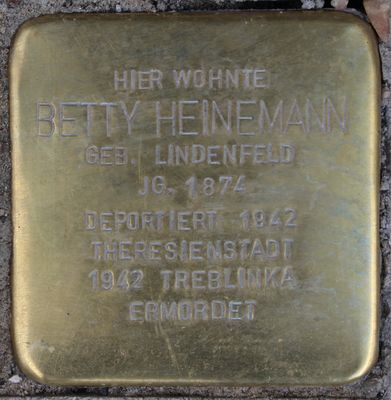 HIER WOHNTE
BETTY HEINEMANN
GEB. LINDENFELD
JG. 1874
DEPORTIERT 1942
THERESIENSTADT
1942 TREBLINKA
ERMORDET